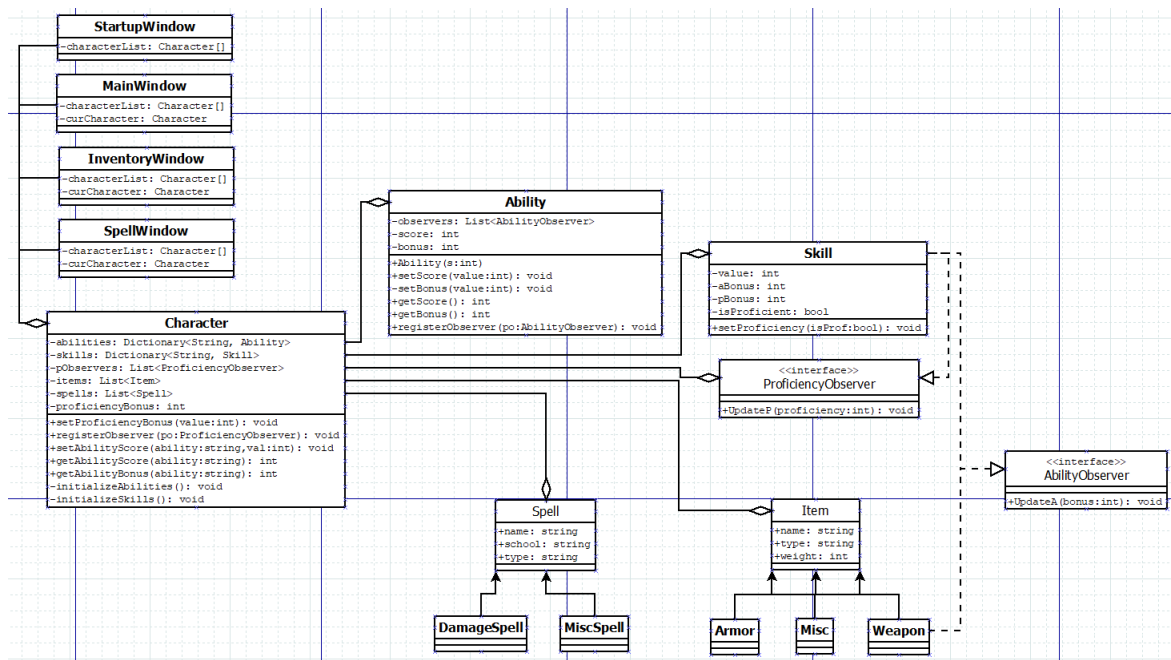 StartupWindow
-characterList: Character[]
MainWindow
-characterList: Character[]
-curCharacter: Character
InventoryWindow
-characterList: Character[]
-curCharacter: Character
SpellWindow
-characterList: Character[]
-curCharacter: Character
Character
-abilities: Dictionary<String, Ability>
-skills: Dictionary<String, Skill>
-pObservers: List<ProficiencyObserver>
-items: List<Item>
-spells: List<Spell>
-proficiencyBonus: int
+setProficiencyBonus(value:int): void
+registerObserver(po:ProficiencyObserver): void
+setAbilityScore(ability:string,val:int): void
+getAbilityScore(ability:string): int
+getAbilityBonus(ability:string): int
-initializeAbilities(): void
-initializeSkills(): void
Ability
-observers: List<AbilityObserver>
-score: int
-bonus: int
+Ability(s:int)
+setScore(value:int): void
-setBonus(value:int): void
+getScore(): int
+getBonus(): int
+registerObserver(po:AbilityObserver): void
Skill
-value: int
-aBonus: int
-pBonus: int
-isProficient: bool
+setProficiency(isProf:bool): void
<<interface>>
ProficiencyObserver
+UpdateP(proficiency:int): void
<<interface>>
AbilityObserver
+UpdateA(bonus:int): void
Spell
+name: string
+school: string
+type: string
Item
+name: string
+type: string
+weight: int
DamageSpell
MiscSpell
Armor
Misc
Weapon